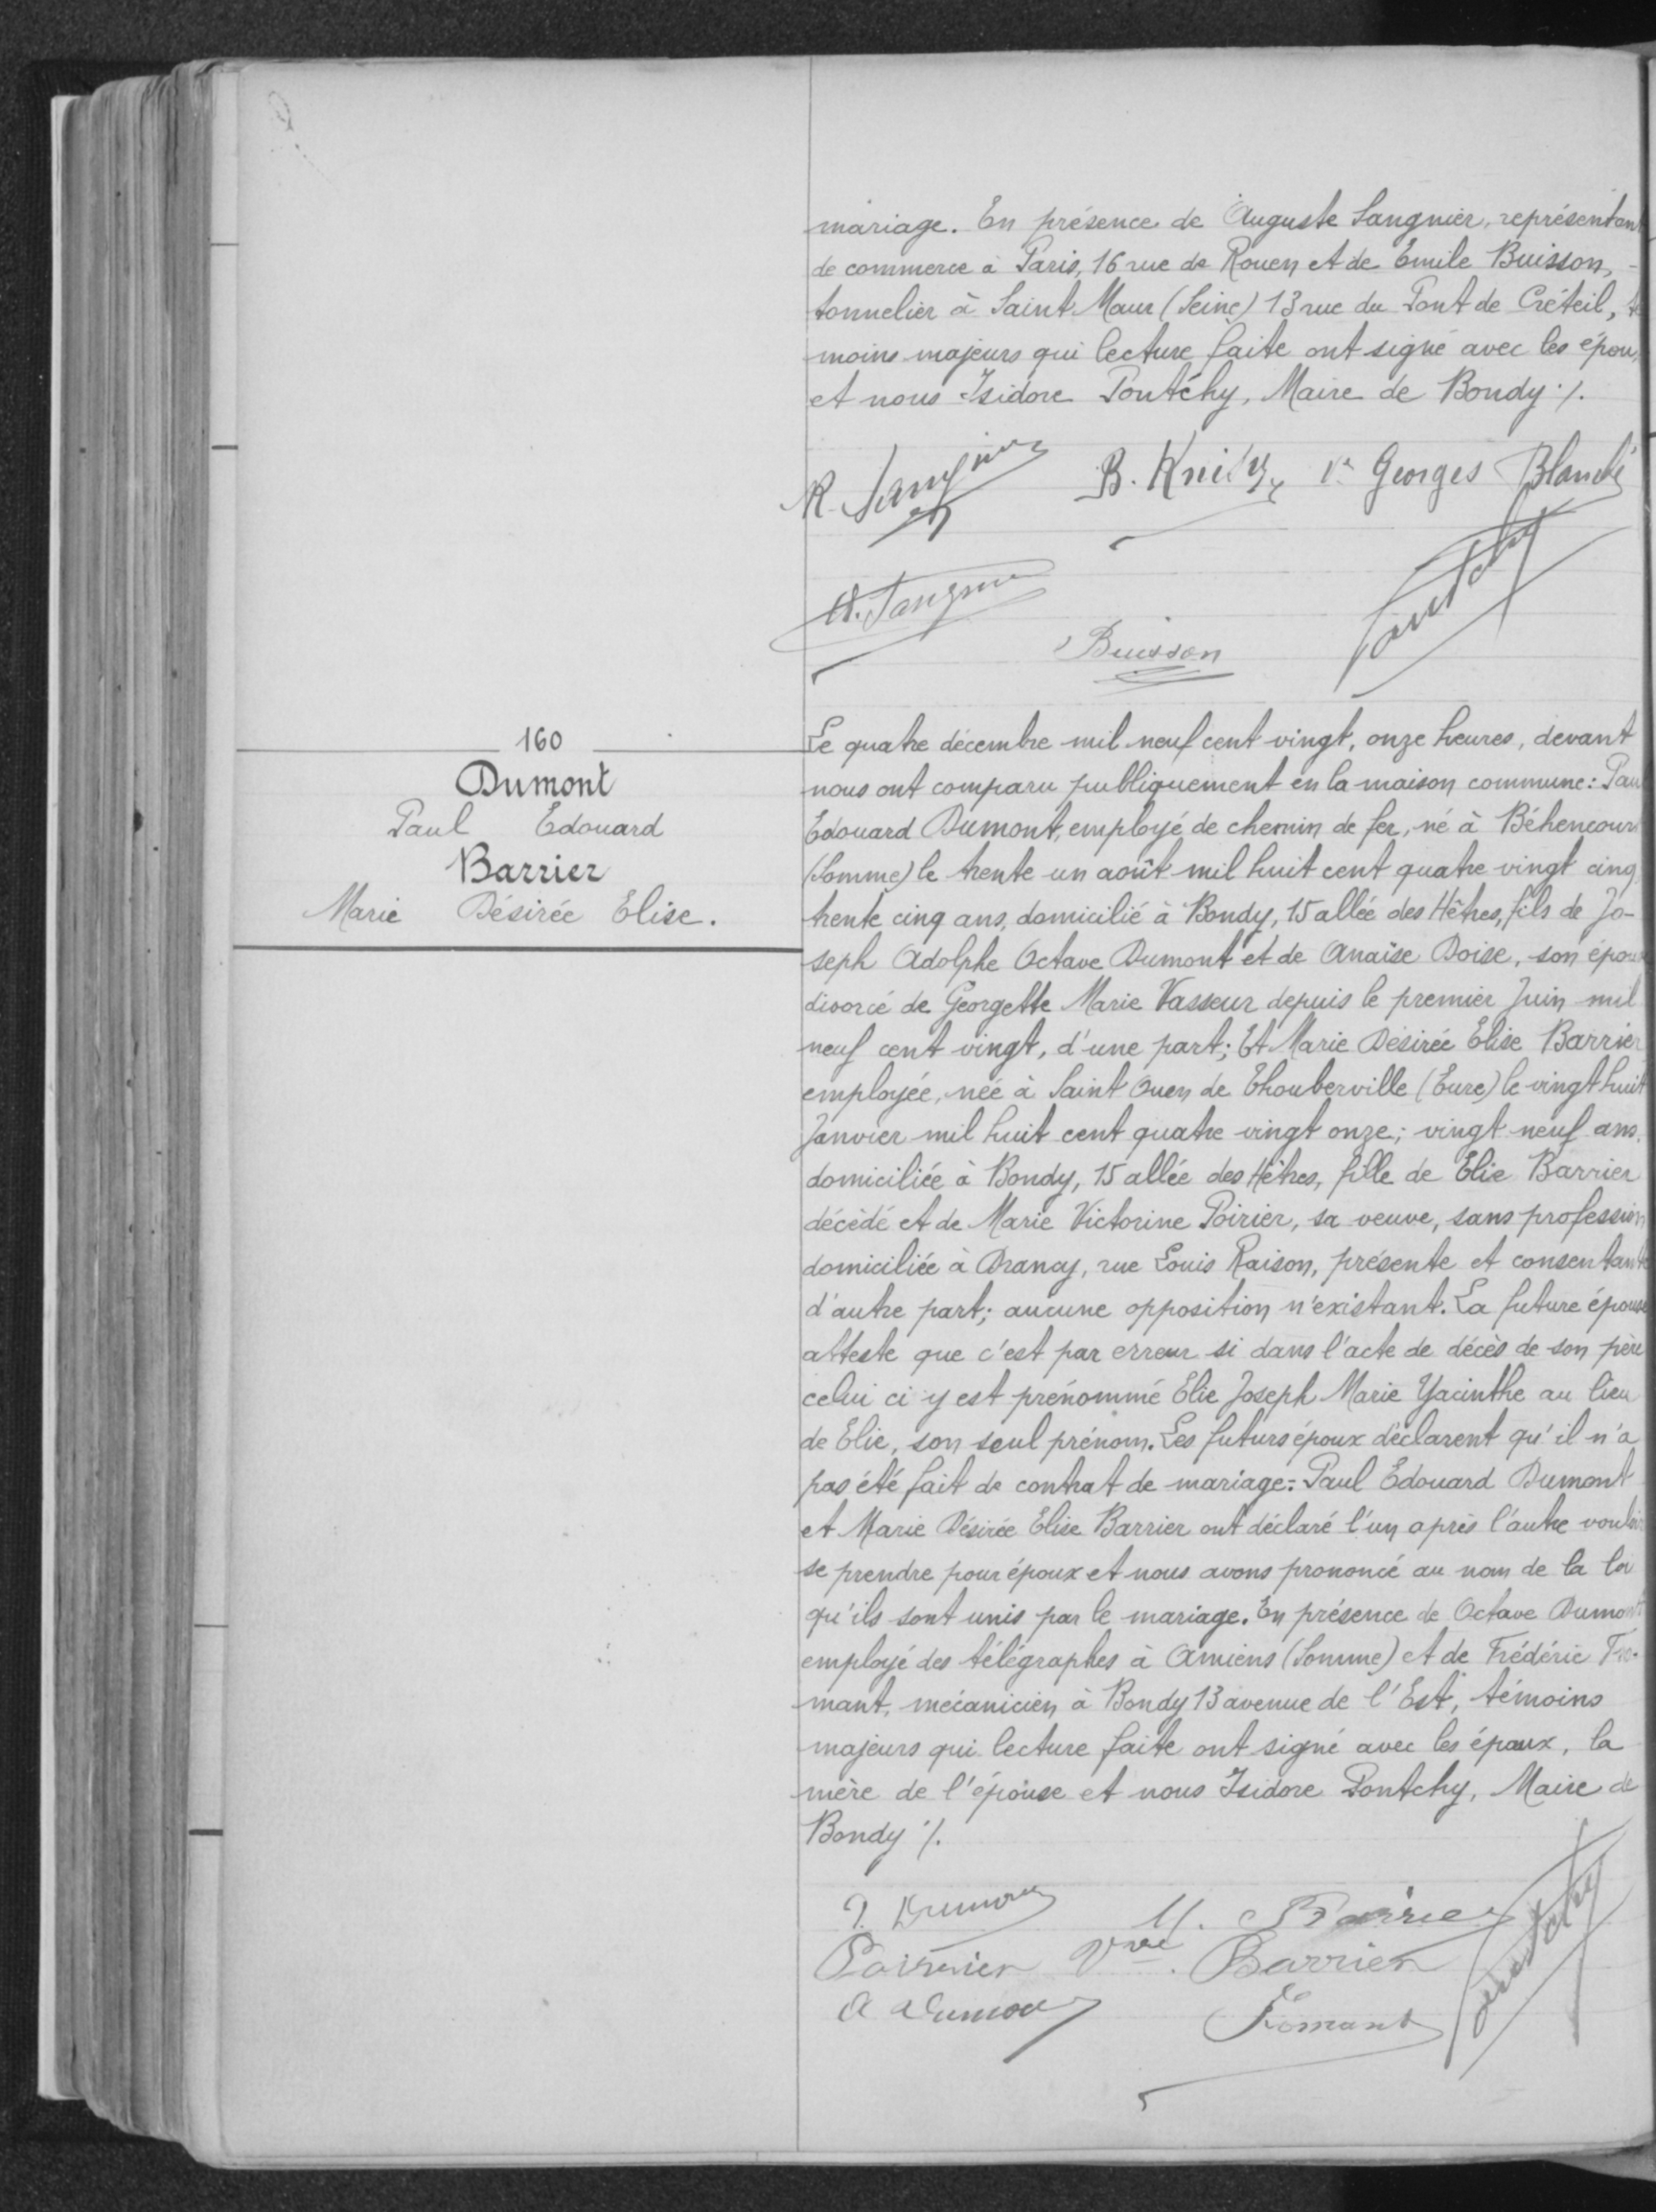 mariage. En présence de Auguste Sangnier, représentant
de commerce à Paris, 16 rue de Rouen et de Emile Buisson,
tonnelier à Saint Maur (Seine) 13 rue du Pont de Créteil, té
moins majeurs qui lecture faite ont signé avec les époux
et nous Isidore Pontchy, Maire de Bondy ./.
Georges Blanche
Buisson
Pontchy
160
Dumont
Paul Edouard
Barrier
Marie Désirée Elise.
Le quatre décembre mil neuf cent vingt, onze heures, devant
nous ont comparu publiquement en la maison commune: Paul
Edouard Dumont, employé de chemin de fer, né à Béhencourt
(Somme) le trente un août mil huit cent quatre vingt cinq
trente cinq ans, domicilié à Bondy, 15 allée des Hêtres, fils de Jo-
seph Adolphe Octave Dumont et de Anaïse Doise, son épouse
divorcé de Georgette Marie Vasseur depuis le premier Juin mil
neuf cent vingt, d'une part; Et Marie Désirée Elise Barrier
employée, née à Saint Ouen de Thouberville (Eure) le vingt huit
Janvier mil huit cent quatre vingt onze; vingt neuf ans,
domiciliée à Bondy, 15 allée des Hêtres, fille de Elie Barrier
décédé et de Marie Victorine Poirier, sa veuve, sans profession
domiciliée à Drancy, rue Louis Raison, présente et consentante
d'autre part; aucune opposition n'existant. La future épouse
atteste que c'est par erreur si dans l'acte de décès de son père
celui ci y est prénommé Elie Joseph Marie Yacinthe au lieu
de Elie, son seul prénom. Les futurs époux déclarent qu'il n'a
pas été fait de contrat de mariage: Paul Edouard Dumont
et Marie Désirée Elise Barrier ont déclaré l'un après l'autre vouloir
se prendre pour époux et nous avons prononcé au nom de la loi
qu'ils sont unis par le mariage. En présence de Octave Dumont
employé des télégraphes à Amiens (Somme) et de Frédéric Fro-
mant, mécanicien à Bondy 13 avenue de l'Est, témoins
majeurs qui lecture faite ont signé avec les époux, la
mère de l'épouse et nous Isidore Pontchy, Maire de
Bondy ./.
P. Dumont M. Barrier
Poirier Vve Barrier
Dumont Fromant
Pontchy